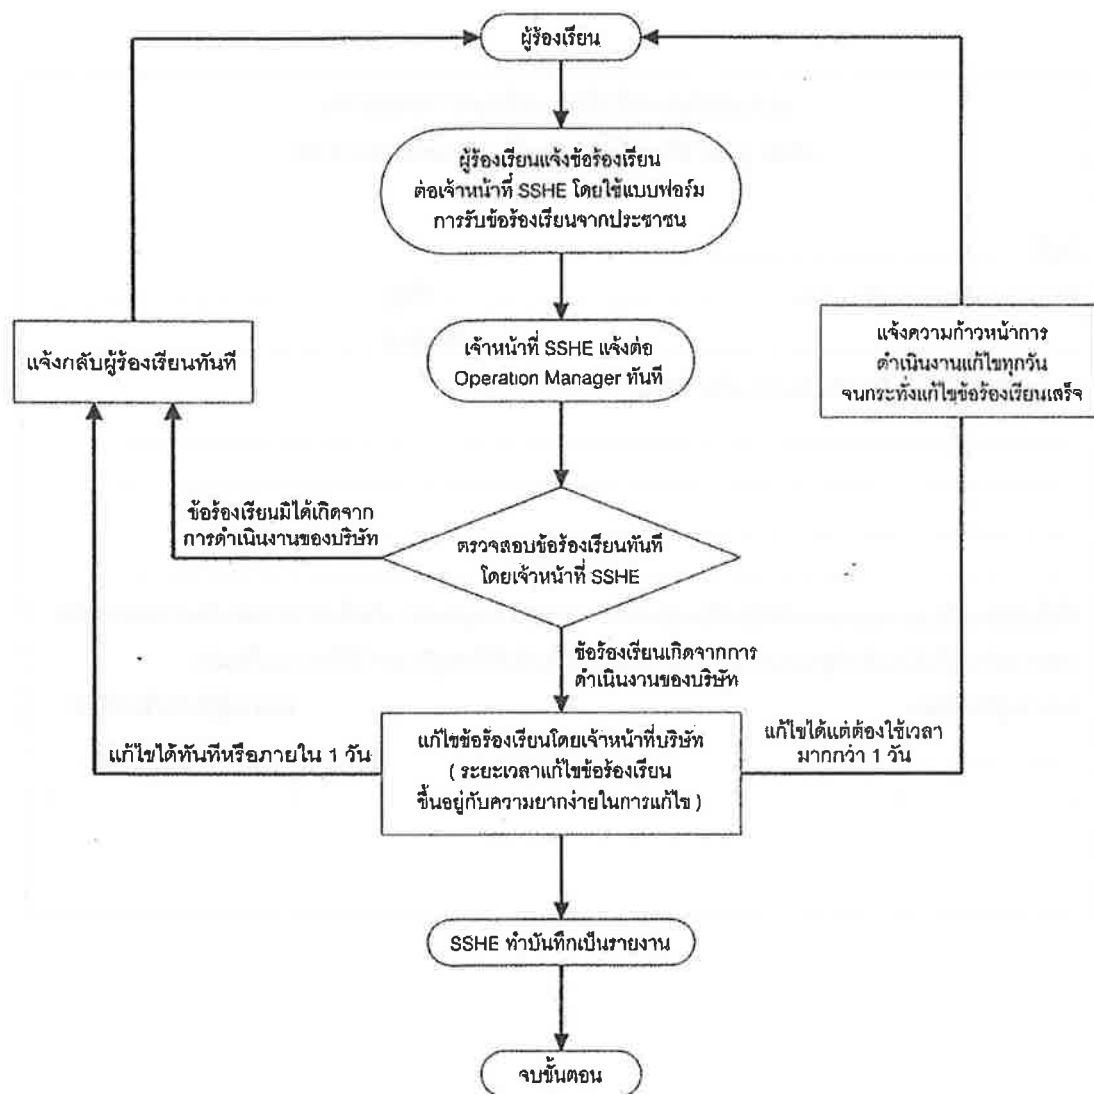 ผู้ร้องเรียน
ผู้ร้องเรียนแจ้งข้อร้องเรียน
ต่อเจ้าหน้าที่ SSHE โดยใช้แบบฟอร์ม
การรับข้อร้องเรียนจากประชาชน
แจ้งกลับผู้ร้องเรียนทันที
เจ้าหน้าที่ SSHE แจ้งต่อ
Operation Manager ทันที
แจ้งความก้าวหน้าการ
ดำเนินงานแก้ไขทุกวัน
จนกระทั่งแก้ไขข้อร้องเรียนเสร็จ
ข้อร้องเรียนมิได้เกิดจาก
การดำเนินงานของบริษัท
ตรวจสอบข้อร้องเรียนทันที
โดยเจ้าหน้าที่ SSHE
ข้อร้องเรียนเกิดจากการ
ดำเนินงานของบริษัท
แก้ไขได้ทันทีหรือภายใน 1 วัน
แก้ไขข้อร้องเรียนโดยเจ้าหน้าที่บริษัท
( ระยะเวลาแก้ไขข้อร้องเรียน
ขึ้นอยู่กับความยากง่ายในการแก้ไข )
แก้ไขได้แต่ต้องใช้เวลา
มากกว่า 1 วัน
SSHE ทำบันทึกเป็นรายงาน
จบขั้นตอน